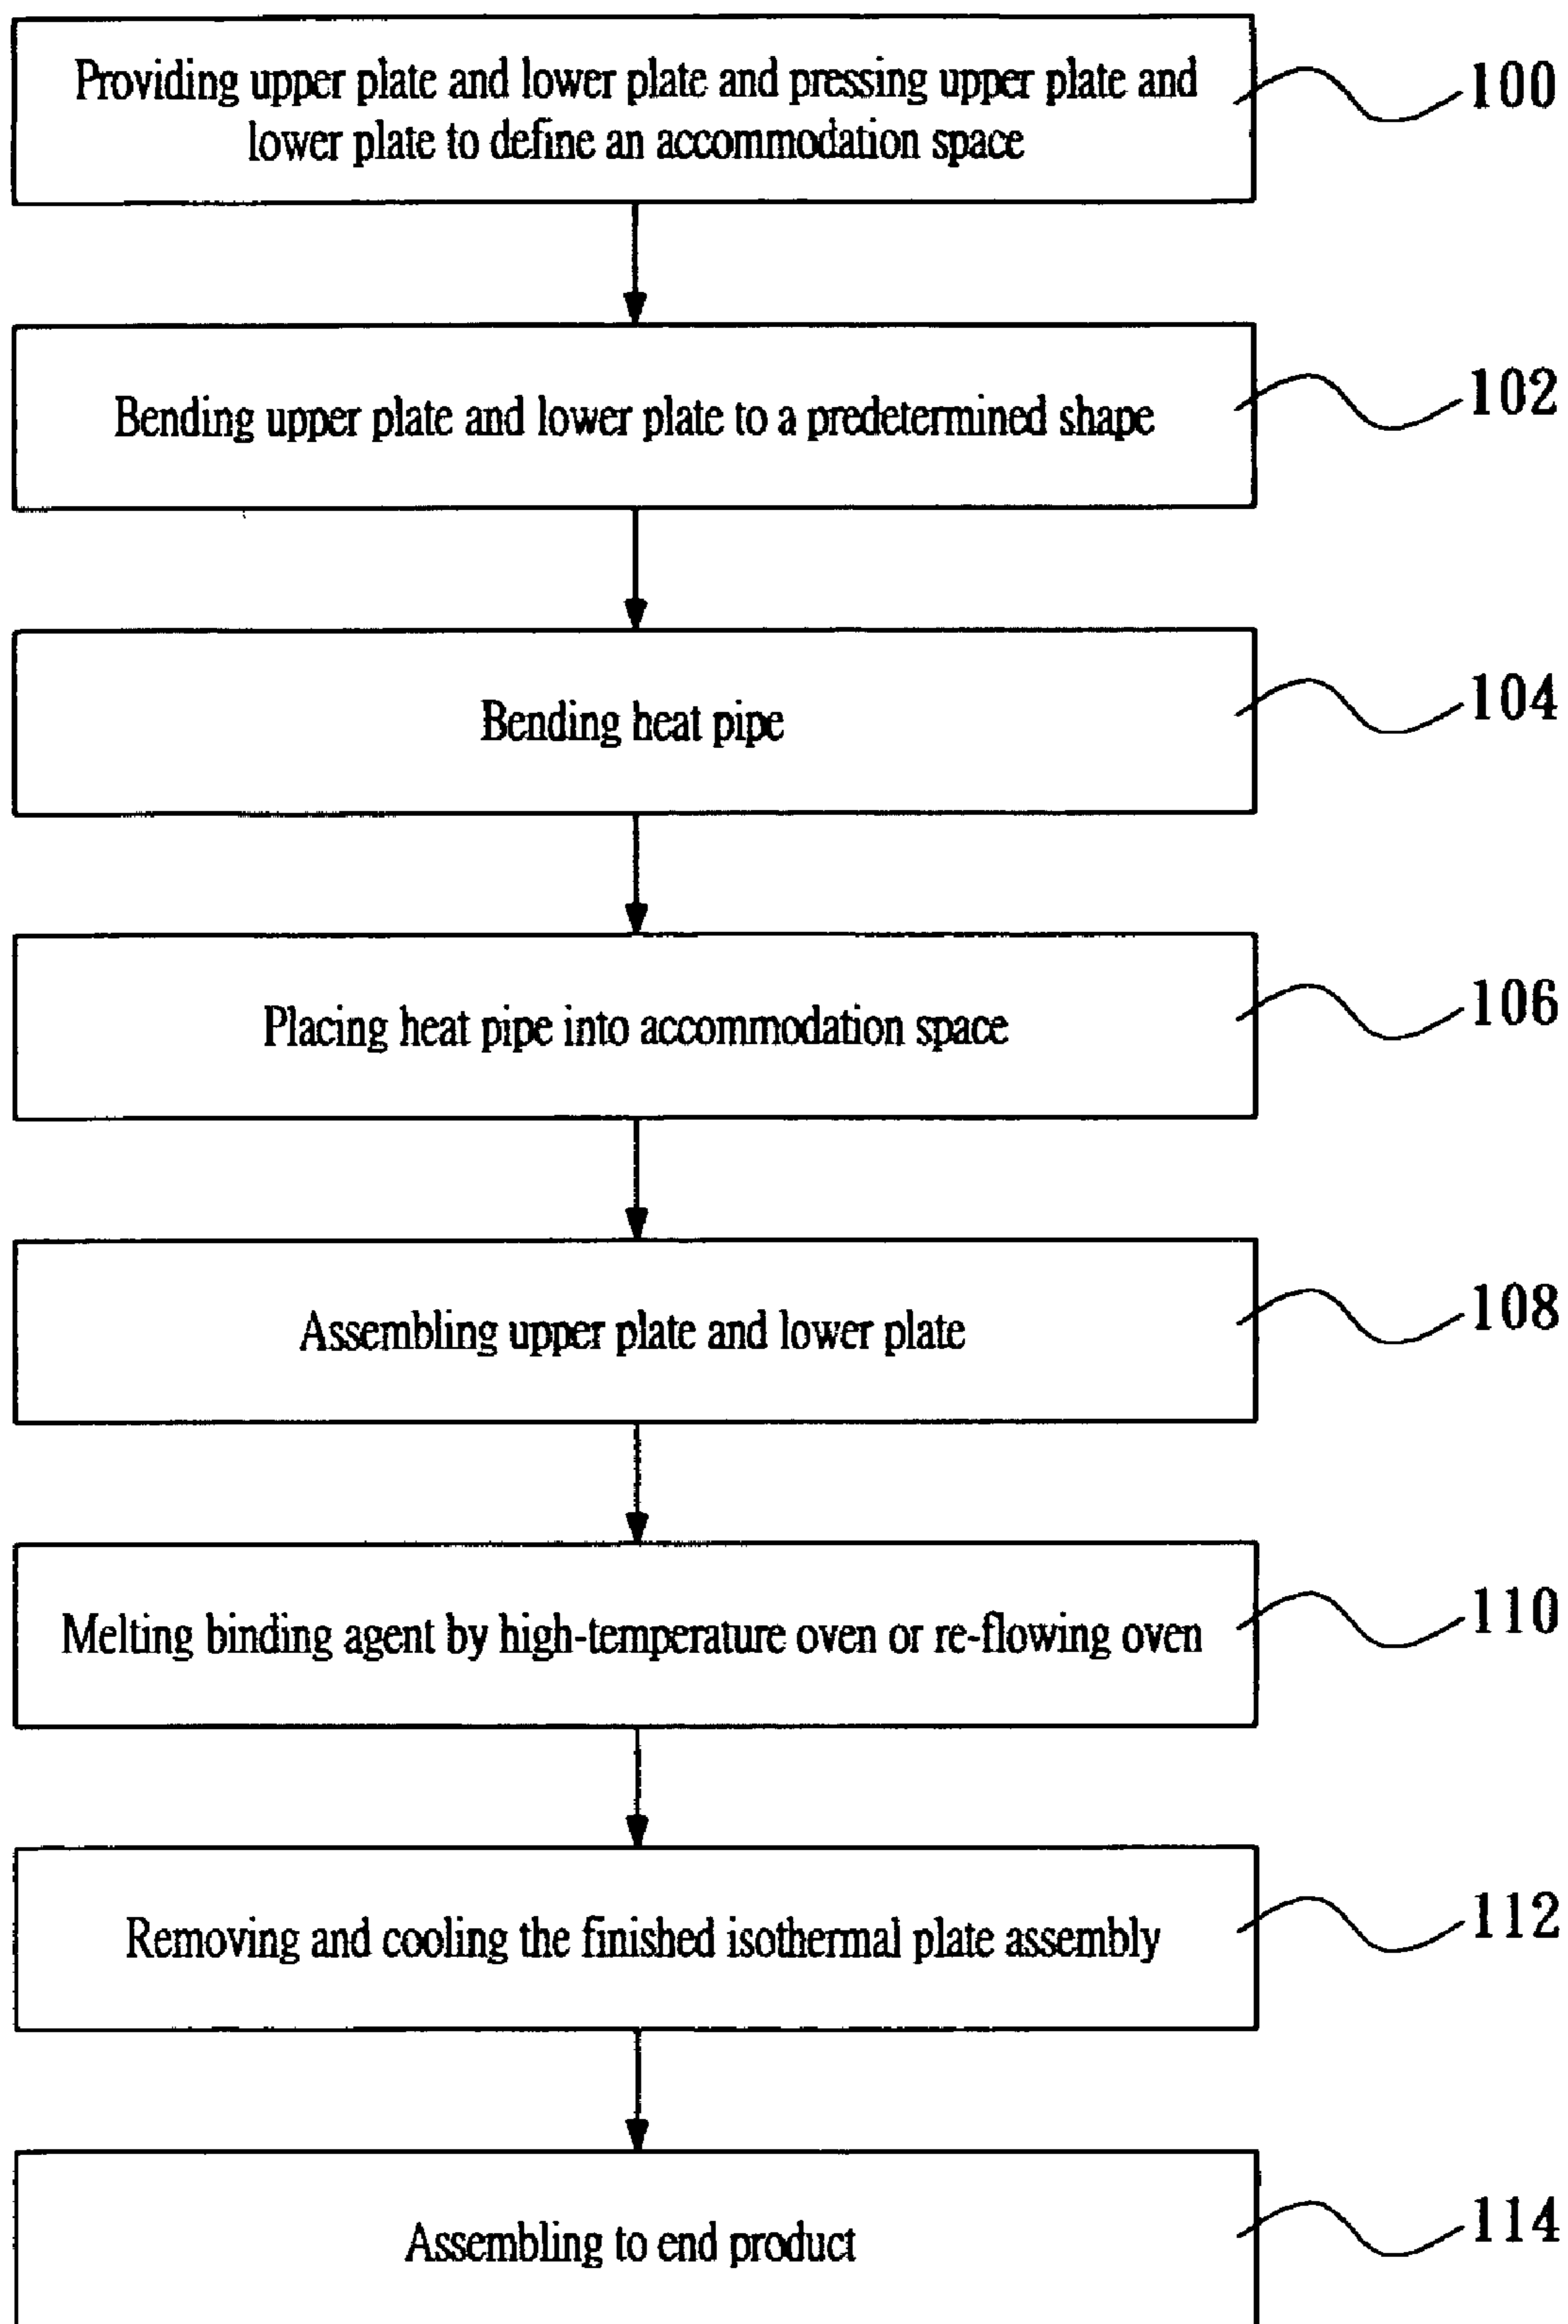 Providing upper plate and lower plate and pressing upper plate and
lower plate to define an accommodation space
100
Bending upper plate and lower plate to a predetermined shape
102
Bending heat pipe
104
Placing heat pipe into accommodation space
106
Assembling upper plate and lower plate
108
Melting binding agent by high-temperature oven or re-flowing oven
110
Removing and cooling the finished isothermal plate assembly
112
Assembling to end product
114